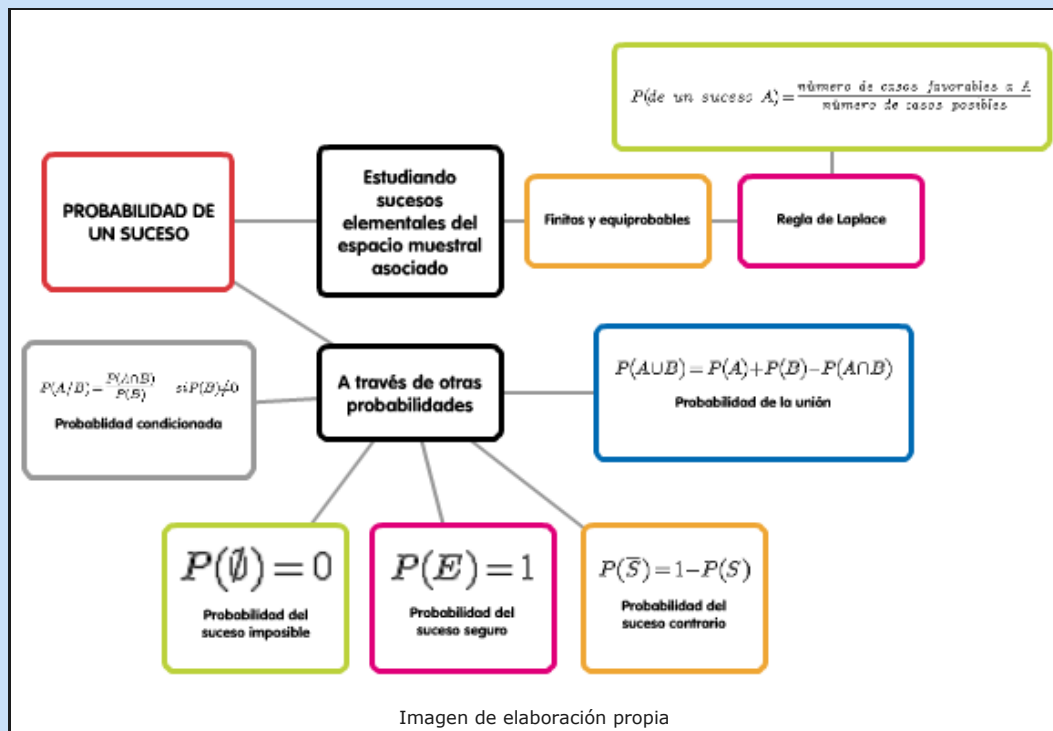 P(de un suceso A)=número de casos favorables a A/número de casos posibles
PROBABILIDAD DE
UN SUCESO
Estudiando
sucesos
elementales del
espacio muestral
asociado
Finitos y equiprobables
Regla de Laplace
P(A/B)=P(A∩B)/P(B) siP(B)≠0
Probablidad condicionada
A través de otras
probabilidades
P(A∪B)=P(A)+P(B)−P(A∩B)
Probabilidad de la unión
P(∅)=0
Probabilidad del
suceso imposible
P(E)=1
Probabilidad del
suceso seguro
P(S̅)=1−P(S)
Probabilidad del
suceso contrario
Imagen de elaboración propia